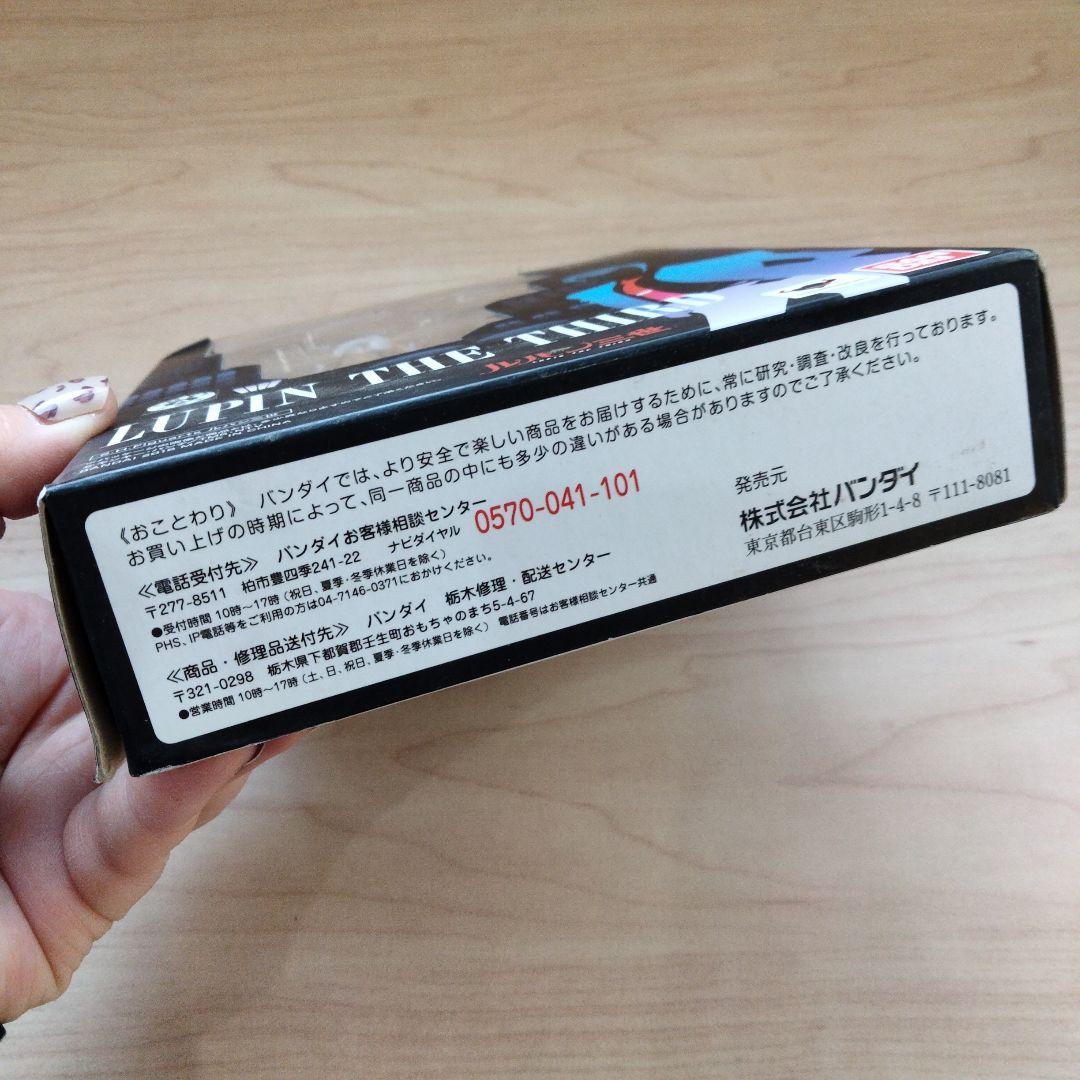 LUPIN THE THIRD
ルパン三世
LUPIN THE THIRD
S.H.Figuarts ルパン三世
BANDAI 2015 MADE IN CHINA
《おことわり》 バンダイでは、より安全で楽しい商品をお届けするために、常に研究・調査・改良を行っております。
お買い上げの時期によって、同一商品の中にも多少の違いがある場合がありますのでご了承ください。
≪電話受付先≫ バンダイお客様相談センター
〒277-8511 柏市豊四季241-22 ナビダイヤル 0570-041-101
●受付時間 10時〜17時(祝日、夏季・冬季休業日を除く)
PHS、IP電話等をご利用の方は04-7146-0371におかけください。
≪商品・修理品送付先≫ バンダイ 栃木修理・配送センター
〒321-0298 栃木県下都賀郡壬生町おもちゃのまち5-4-67
●営業時間 10時〜17時(土、日、祝日、夏季・冬季休業日を除く) 電話番号はお客様相談センター共通
発売元
株式会社バンダイ
東京都台東区駒形1-4-8 〒111-8081